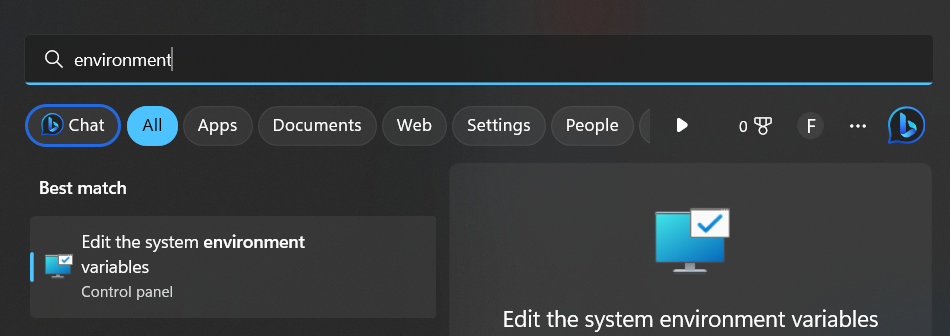 environment
Chat
All
Apps
Documents
Web
Settings
People
0
F
Best match
Edit the system environment
variables
Control panel
Edit the system environment variables